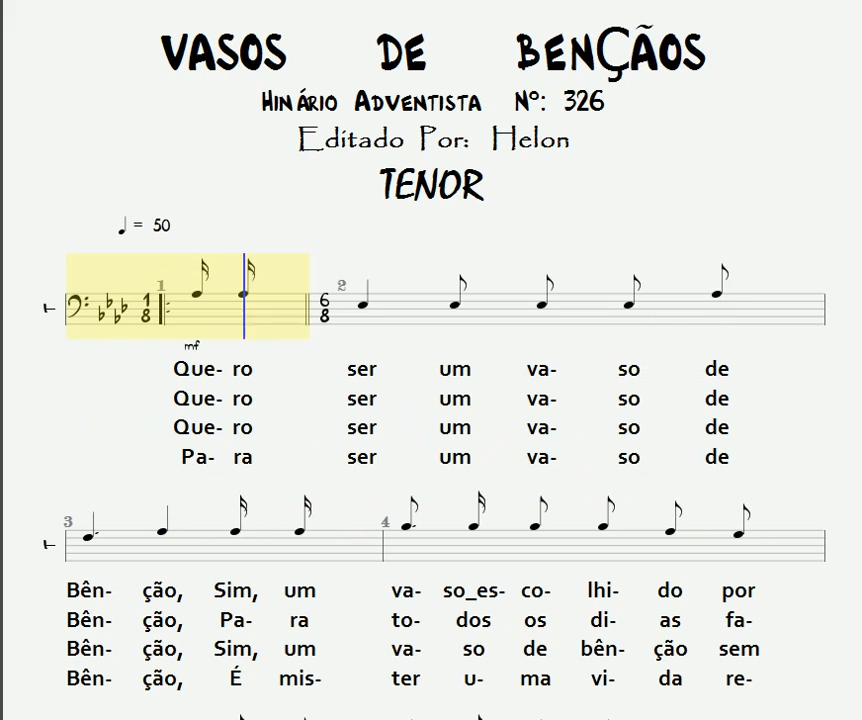 VASOS DE BENÇÃOS
HINÁRIO ADVENTISTA Nº: 326
Editado Por: Helon
TENOR
♩ = 50
1 2
T 1 8 6 8
mf
Que- ro ser um va- so de
Que- ro ser um va- so de
Que- ro ser um va- so de
Pa- ra ser um va- so de
3 4
T
Bên- ção, Sim, um va- so_es- co- lhi- do por
Bên- ção, Pa- ra to- dos os di- as fa-
Bên- ção, Sim, um va- so de bên- ção sem
Bên- ção, É mis- ter u- ma vi- da re-